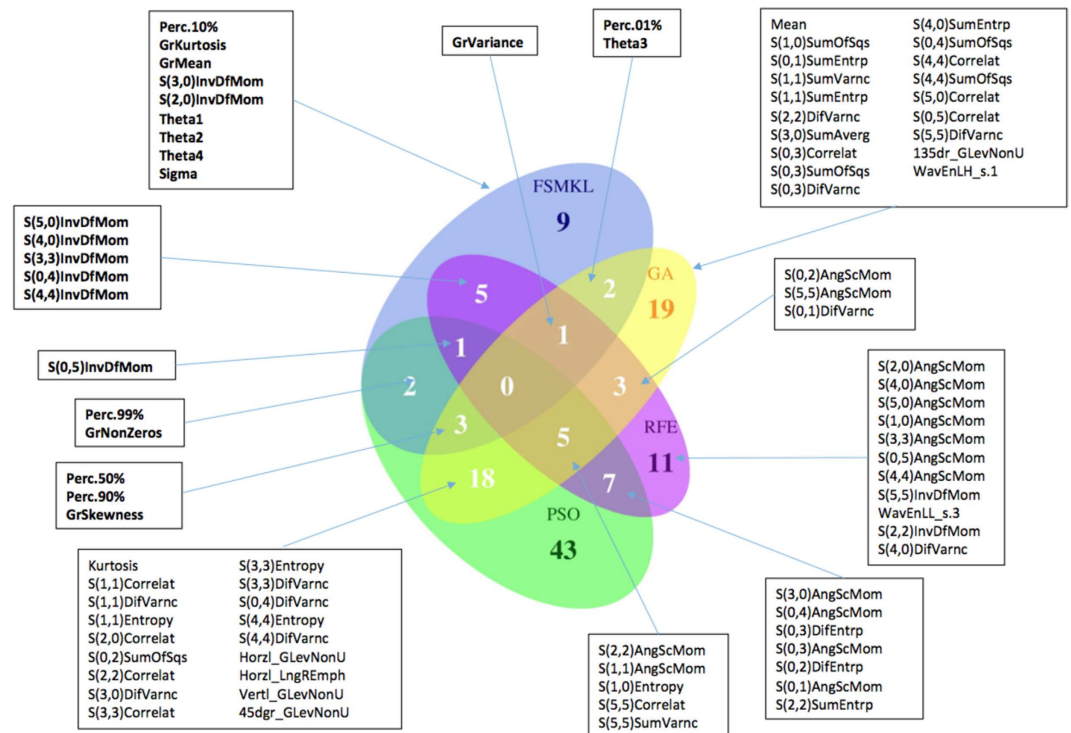 Perc.10%
GrKurtosis
GrMean
S(3,0)InvDfMom
S(2,0)InvDfMom
Theta1
Theta2
Theta4
Sigma
GrVariance
Perc.01%
Theta3
Mean
S(1,0)SumOfSqs
S(0,1)SumEntrp
S(1,1)SumVarnc
S(1,1)SumEntrp
S(2,2)DifVarnc
S(3,0)SumAverg
S(0,3)Correlat
S(0,3)SumOfSqs
S(0,3)DifVarnc
S(4,0)SumEntrp
S(0,4)SumOfSqs
S(4,4)Correlat
S(4,4)SumOfSqs
S(5,0)Correlat
S(0,5)Correlat
S(5,5)DifVarnc
135dr_GLevNonU
WavEnLH_s.1
S(5,0)InvDfMom
S(4,0)InvDfMom
S(3,3)InvDfMom
S(0,4)InvDfMom
S(4,4)InvDfMom
S(0,5)InvDfMom
Perc.99%
GrNonZeros
Perc.50%
Perc.90%
GrSkewness
FSMKL
9
GA
19
5
2
1
1
2
0
3
3
5
RFE
11
18
7
PSO
43
S(0,2)AngScMom
S(5,5)AngScMom
S(0,1)DifVarnc
S(2,0)AngScMom
S(4,0)AngScMom
S(5,0)AngScMom
S(1,0)AngScMom
S(3,3)AngScMom
S(0,5)AngScMom
S(4,4)AngScMom
S(5,5)InvDfMom
WavEnLL_s.3
S(2,2)InvDfMom
S(4,0)DifVarnc
Kurtosis
S(1,1)Correlat
S(1,1)DifVarnc
S(1,1)Entropy
S(2,0)Correlat
S(0,2)SumOfSqs
S(2,2)Correlat
S(3,0)DifVarnc
S(3,3)Correlat
S(3,3)Entropy
S(3,3)DifVarnc
S(0,4)DifVarnc
S(4,4)Entropy
S(4,4)DifVarnc
Horzl_GLevNonU
Horzl_LngREmph
Vertl_GLevNonU
45dgr_GLevNonU
S(2,2)AngScMom
S(1,1)AngScMom
S(1,0)Entropy
S(5,5)Correlat
S(5,5)SumVarnc
S(3,0)AngScMom
S(0,4)AngScMom
S(0,3)DifEntrp
S(0,3)AngScMom
S(0,2)DifEntrp
S(0,1)AngScMom
S(2,2)SumEntrp